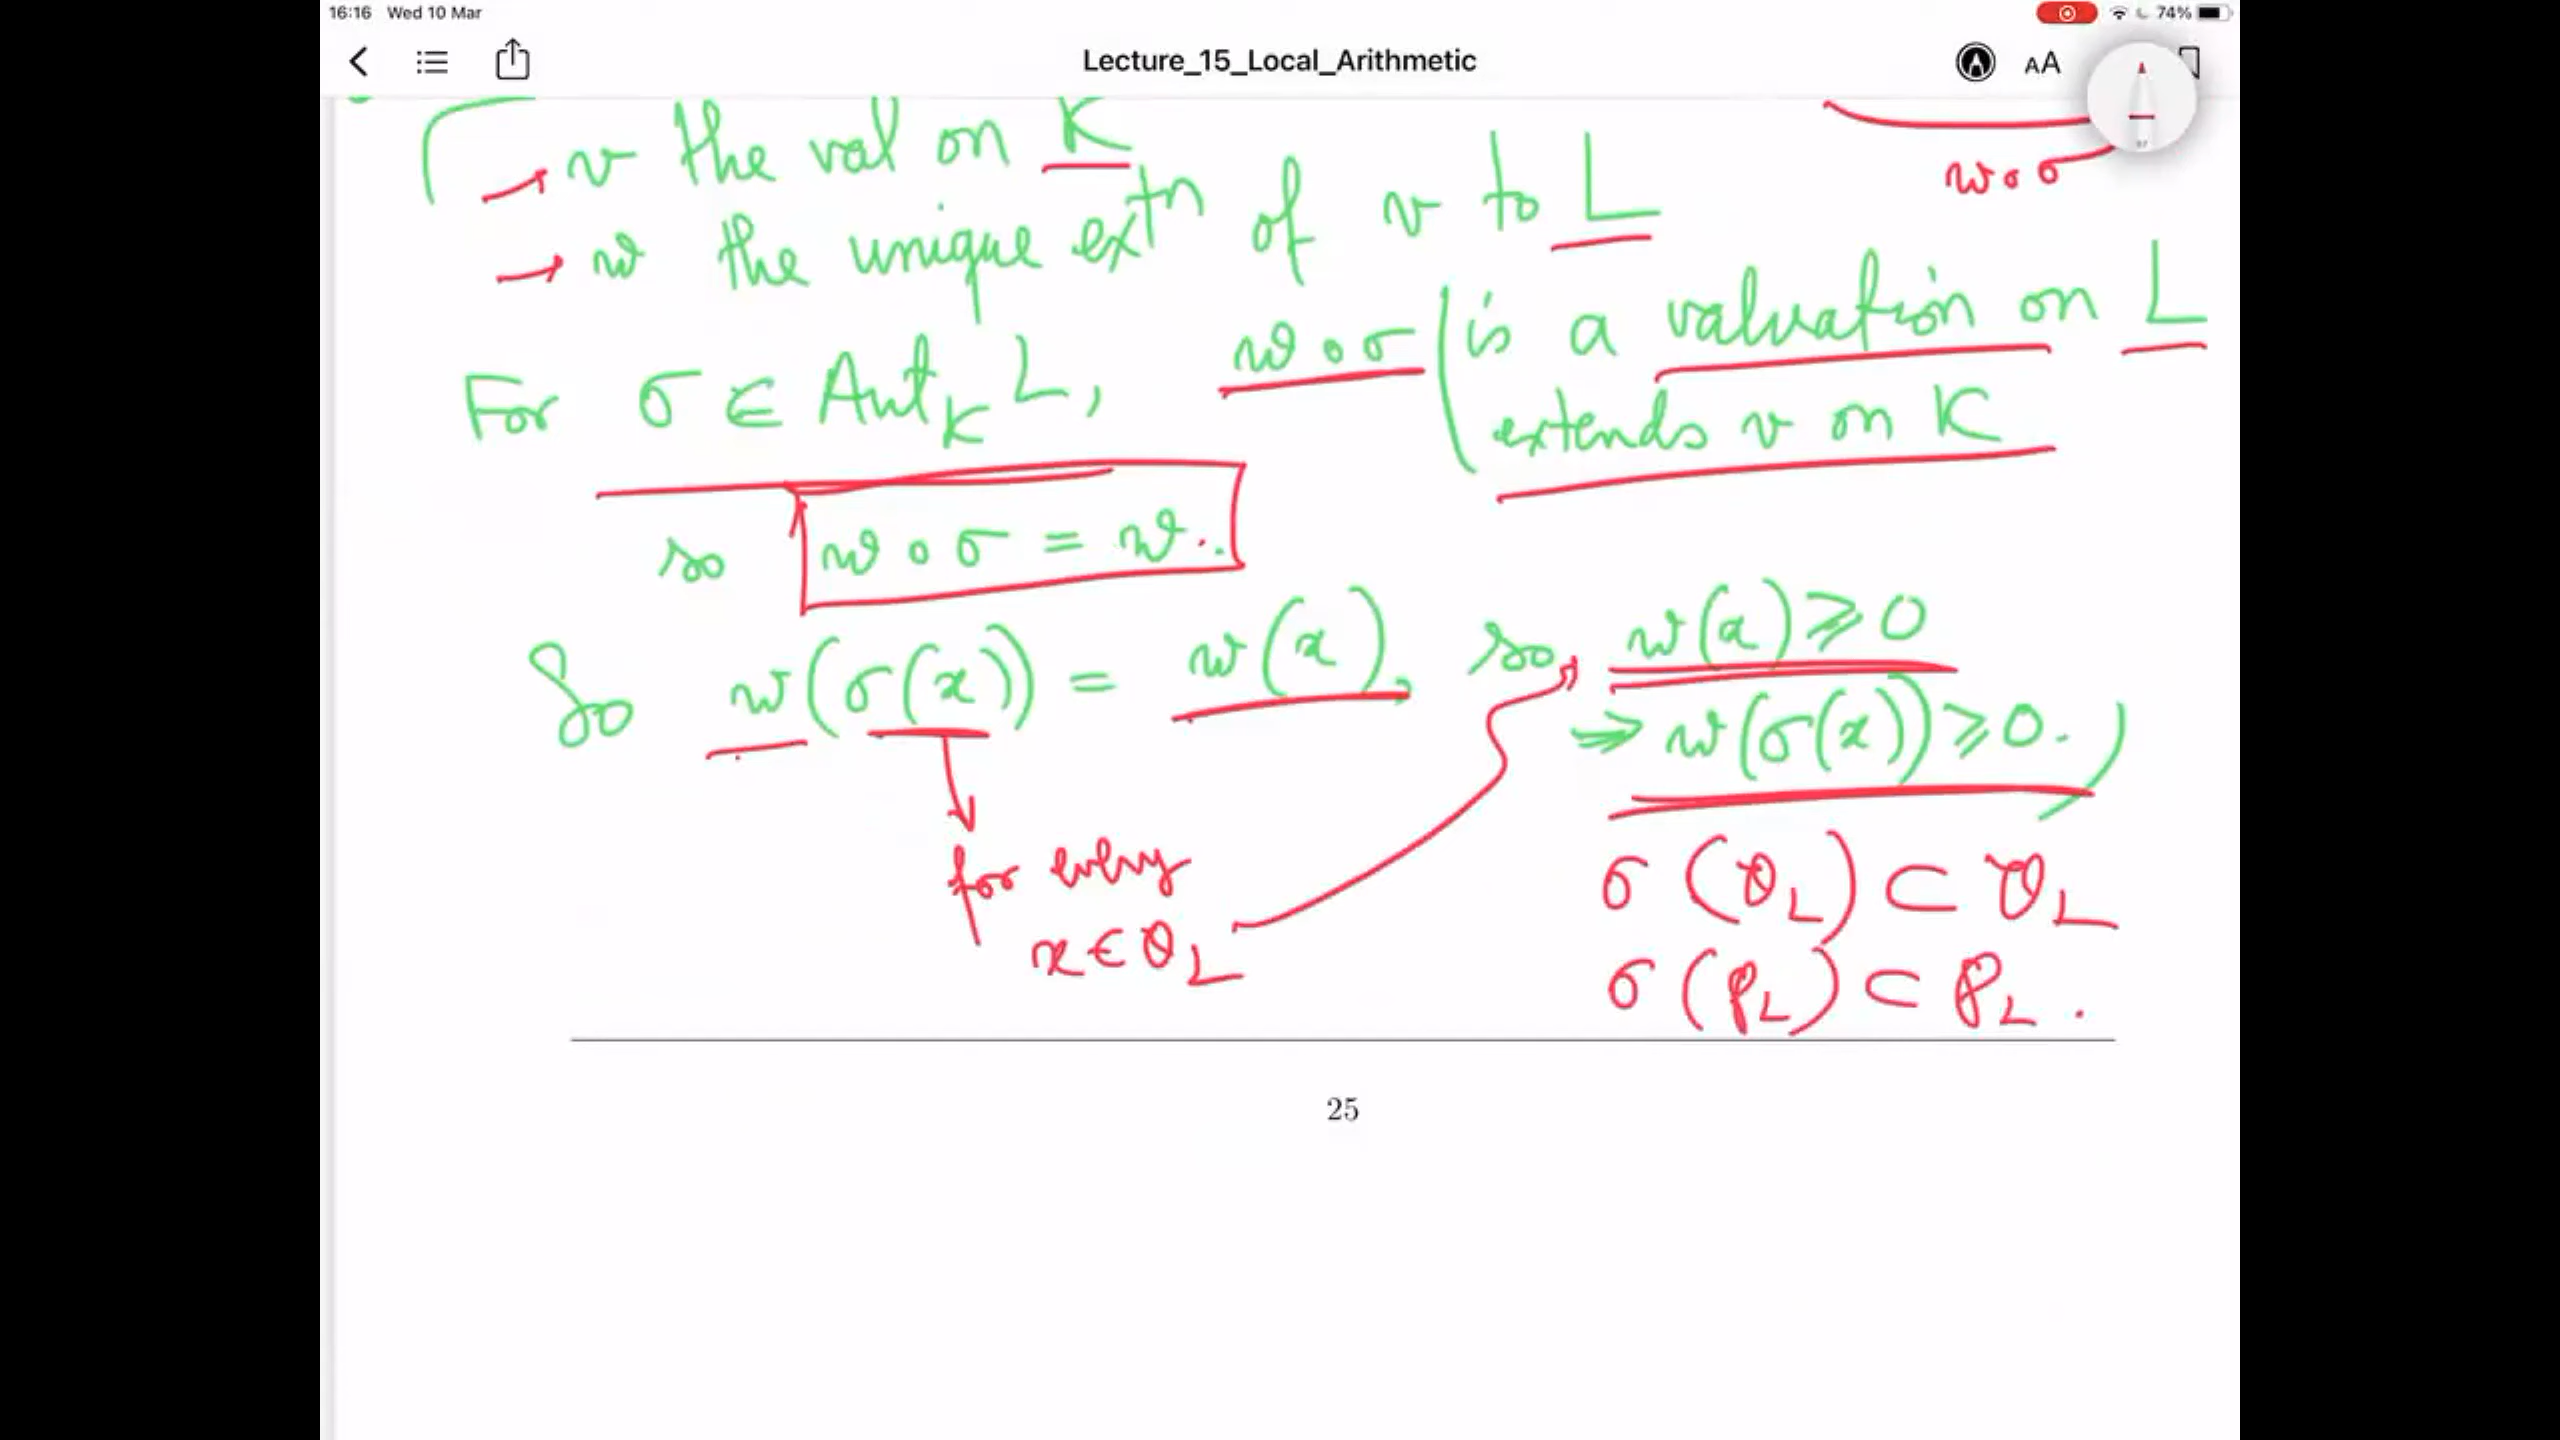 16:16 Wed 10 Mar 74%
Lecture_15_Local_Arithmetic
AA
→ v the val on K
w∘σ
→ w the unique extⁿ of v to L
For σ ∈ Aut_K L, w∘σ is a valuation on L
extends v on K
so w∘σ = w.
So w(σ(x)) = w(x), so w(x) ⩾ 0
⇒ w(σ(x)) ⩾ 0.
for every
x ∈ O_L
σ(O_L) ⊂ O_L
σ(p_L) ⊂ p_L.
25